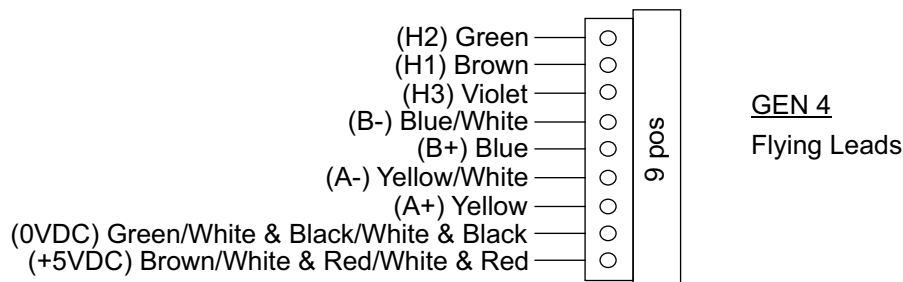 (H2) Green
(H1) Brown
(H3) Violet
(B-) Blue/White
(B+) Blue
(A-) Yellow/White
(A+) Yellow
(0VDC) Green/White & Black/White & Black
(+5VDC) Brown/White & Red/White & Red
9 pos
GEN 4
Flying Leads